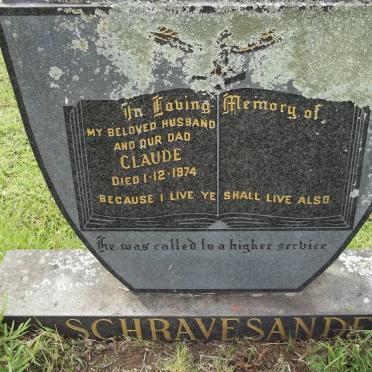 In Loving Memory of
MY BELOVED HUSBAND
AND OUR DAD
CLAUDE
DIED 1·12·1974
BECAUSE I LIVE YE SHALL LIVE ALSO
He was called to a higher service
SCHRAVESANDE